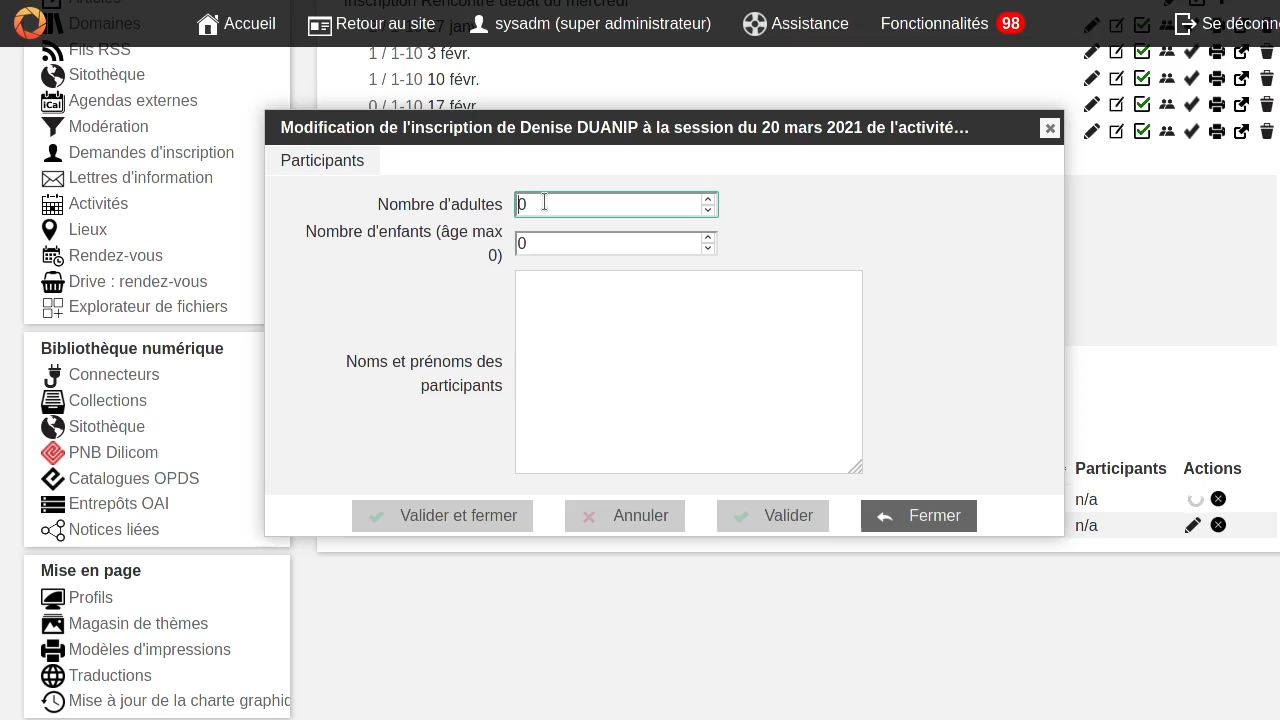 Accueil
Retour au site
sysadm (super administrateur)
Assistance
Fonctionnalités 98
Domaines
Fils RSS
Sitothèque
Agendas externes
Modération
Demandes d'inscription
Lettres d'information
Activités
Lieux
Rendez-vous
Drive : rendez-vous
Explorateur de fichiers
Bibliothèque numérique
Connecteurs
Collections
Sitothèque
PNB Dilicom
Catalogues OPDS
Entrepôts OAI
Notices liées
Mise en page
Profils
Magasin de thèmes
Modèles d'impressions
Traductions
Mise à jour de la charte graphic
1 / 1-10 3 févr.
1 / 1-10 10 févr.
0 / 1-10 17 févr.
Modification de l'inscription de Denise DUANIP à la session du 20 mars 2021 de l'activité…
Participants
Nombre d'adultes
0
Nombre d'enfants (âge max
0)
0
Noms et prénoms des
participants
Valider et fermer
Annuler
Valider
Fermer
Participants Actions
n/a
n/a